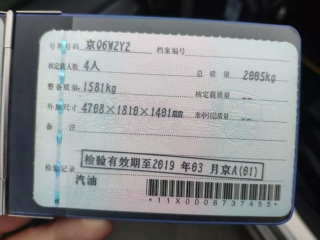 号牌号码 京Q6W2Y2 档案编号
核定载人数 4人 总质量 2005kg
整备质量 1581kg 核定载质量 --
外廓尺寸 4708×1810×1401mm 准牵引总质量 --
备注
检验有效期至2019年03月京A(01)
检验记录
汽油
*11X0008737455*